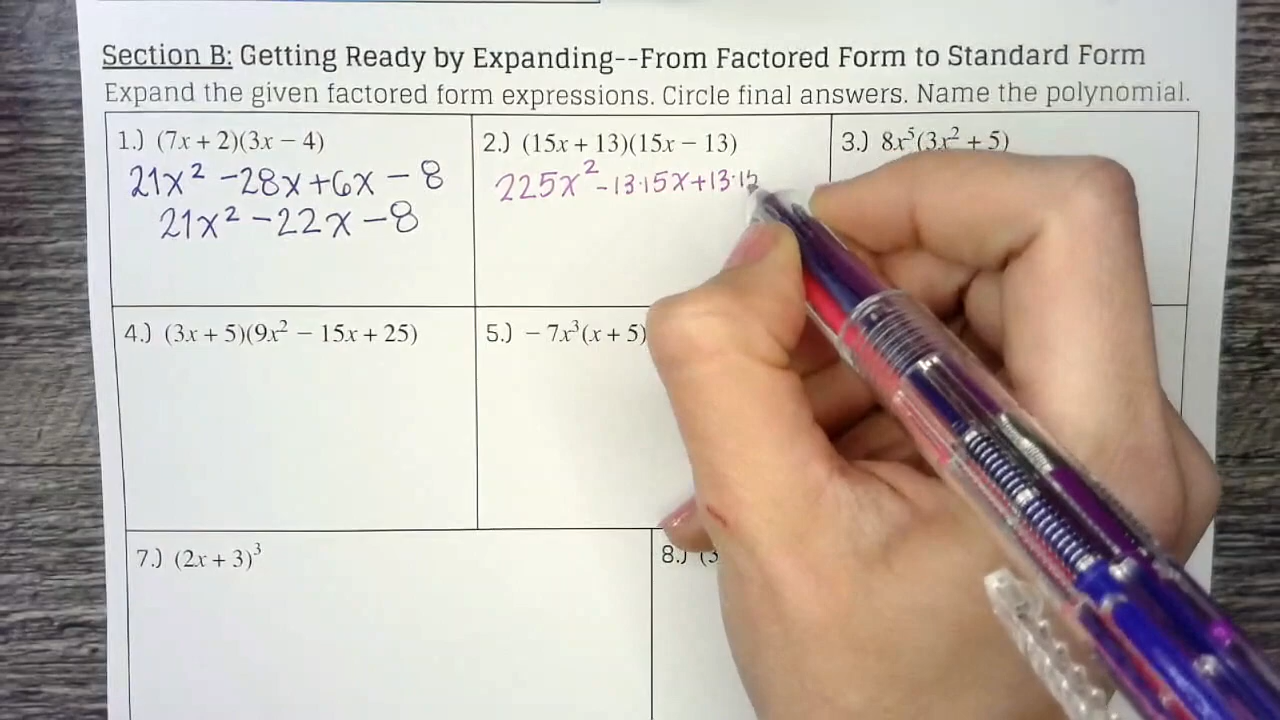 Section B: Getting Ready by Expanding--From Factored Form to Standard Form
Expand the given factored form expressions. Circle final answers. Name the polynomial.
1.) (7x + 2)(3x − 4)
21x² -28x+6x - 8
21x² -22x -8
2.) (15x + 13)(15x − 13)
225x² -13·15x+13·15
3.) 8x⁵(3x² + 5)
4.) (3x + 5)(9x² − 15x + 25)
5.) − 7x³(x + 5)
7.) (2x + 3)³
8.) (3